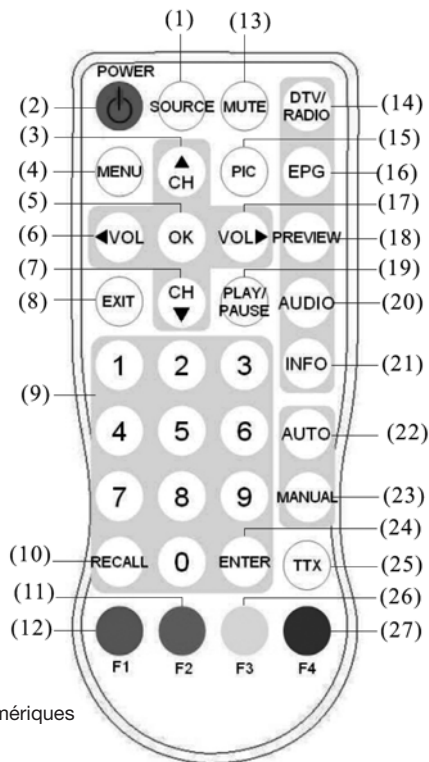 (1) (13)
POWER
(2) SOURCE MUTE DTV/ (14)
RADIO
(3) (15)
(4) MENU CH PIC EPG (16)
(5) (17)
(6) VOL OK VOL PREVIEW (18)
(7) (19)
(8) EXIT CH PLAY/ AUDIO (20)
PAUSE
1 2 3 INFO (21)
(9)
4 5 6 AUTO (22)
7 8 9 MANUAL (23)
(24)
(10) RECALL 0 ENTER TTX (25)
(11) (26)
(12) (27)
F1 F2 F3 F4
mériques